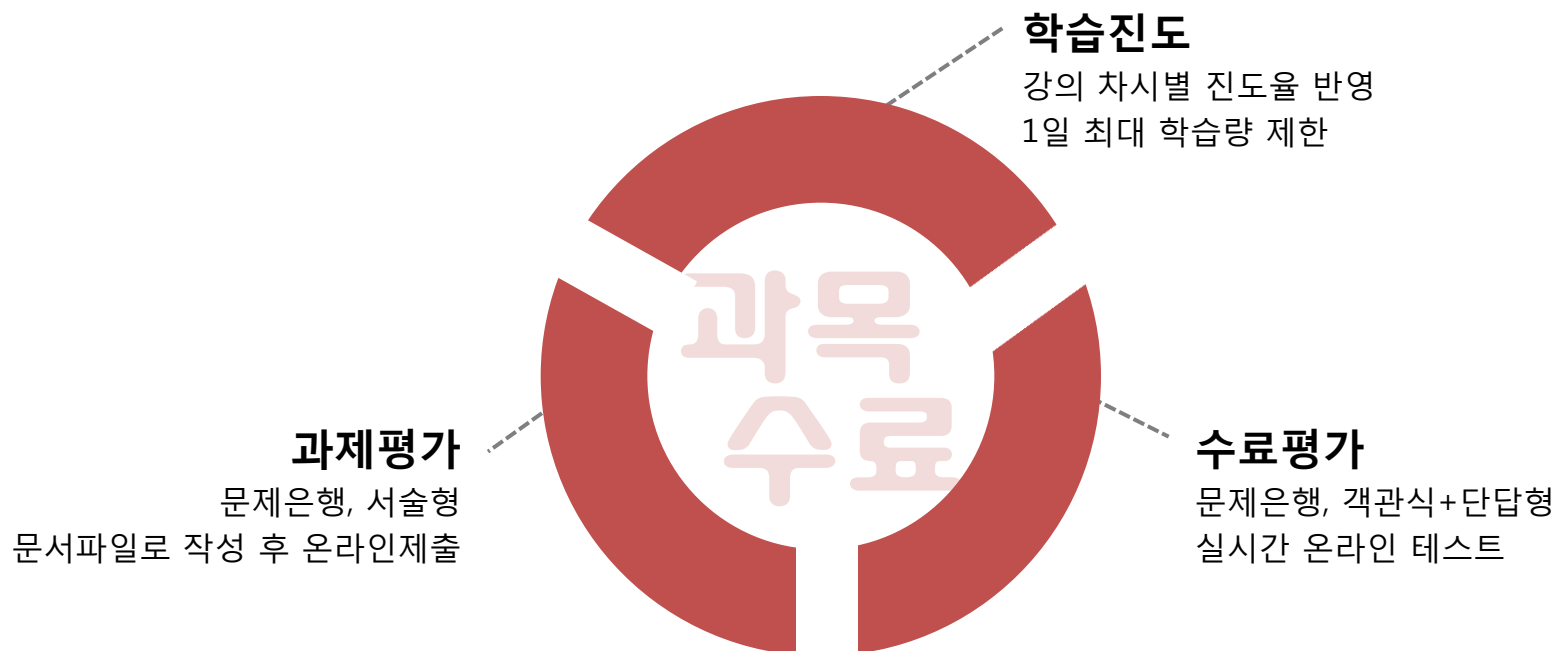 학습진도
강의 차시별 진도율 반영
1일 최대 학습량 제한
과목
수료
과제평가
문제은행, 서술형
문서파일로 작성 후 온라인제출
수료평가
문제은행, 객관식+단답형
실시간 온라인 테스트